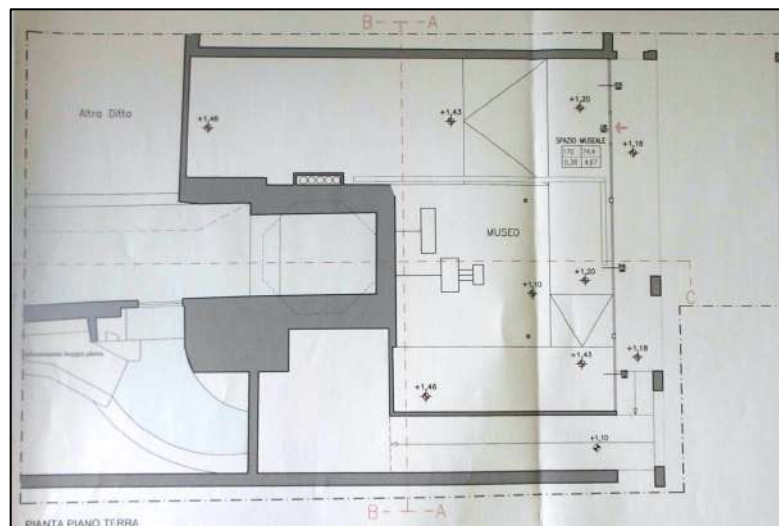 B - - A
Altra Ditta
+1,46
+1,43
+1,20
SPAZIO MUSEALE
+1,18
MUSEO
+1,20
C
+1,10
+1,18
+1,43
+1,46
+1,10
B - - A
PIANTA PIANO TERRA